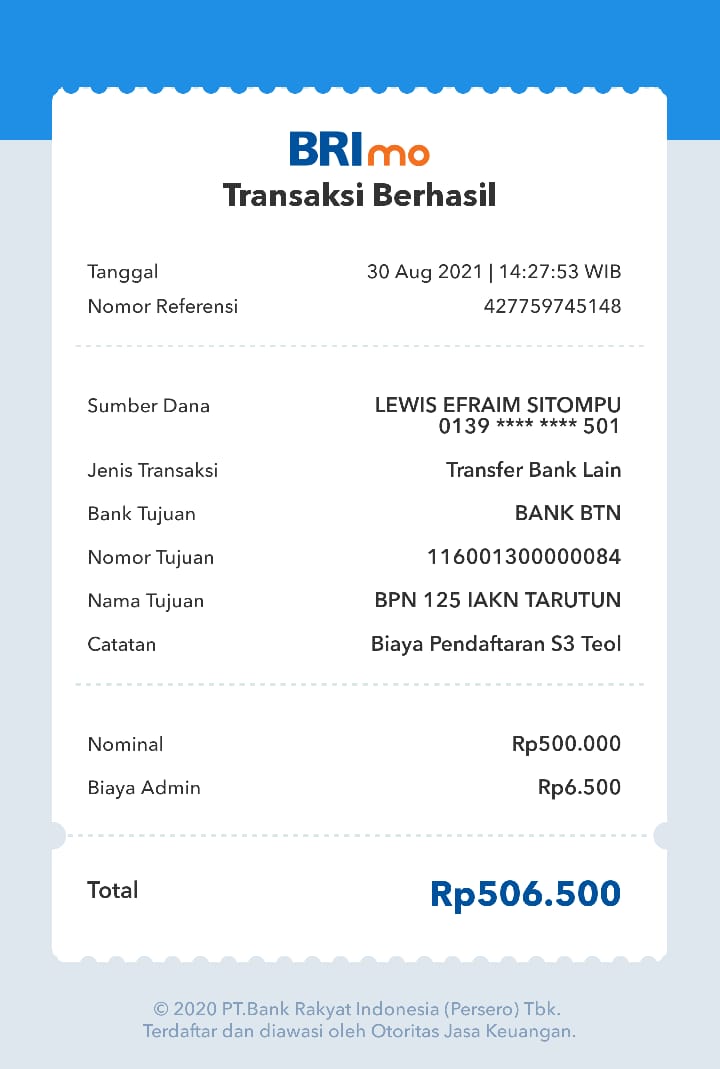 BRImo
Transaksi Berhasil
Tanggal 30 Aug 2021 | 14:27:53 WIB
Nomor Referensi 427759745148
Sumber Dana LEWIS EFRAIM SITOMPU
0139 **** **** 501
Jenis Transaksi Transfer Bank Lain
Bank Tujuan BANK BTN
Nomor Tujuan 116001300000084
Nama Tujuan BPN 125 IAKN TARUTUN
Catatan Biaya Pendaftaran S3 Teol
Nominal Rp500.000
Biaya Admin Rp6.500
Total Rp506.500
© 2020 PT.Bank Rakyat Indonesia (Persero) Tbk.
Terdaftar dan diawasi oleh Otoritas Jasa Keuangan.